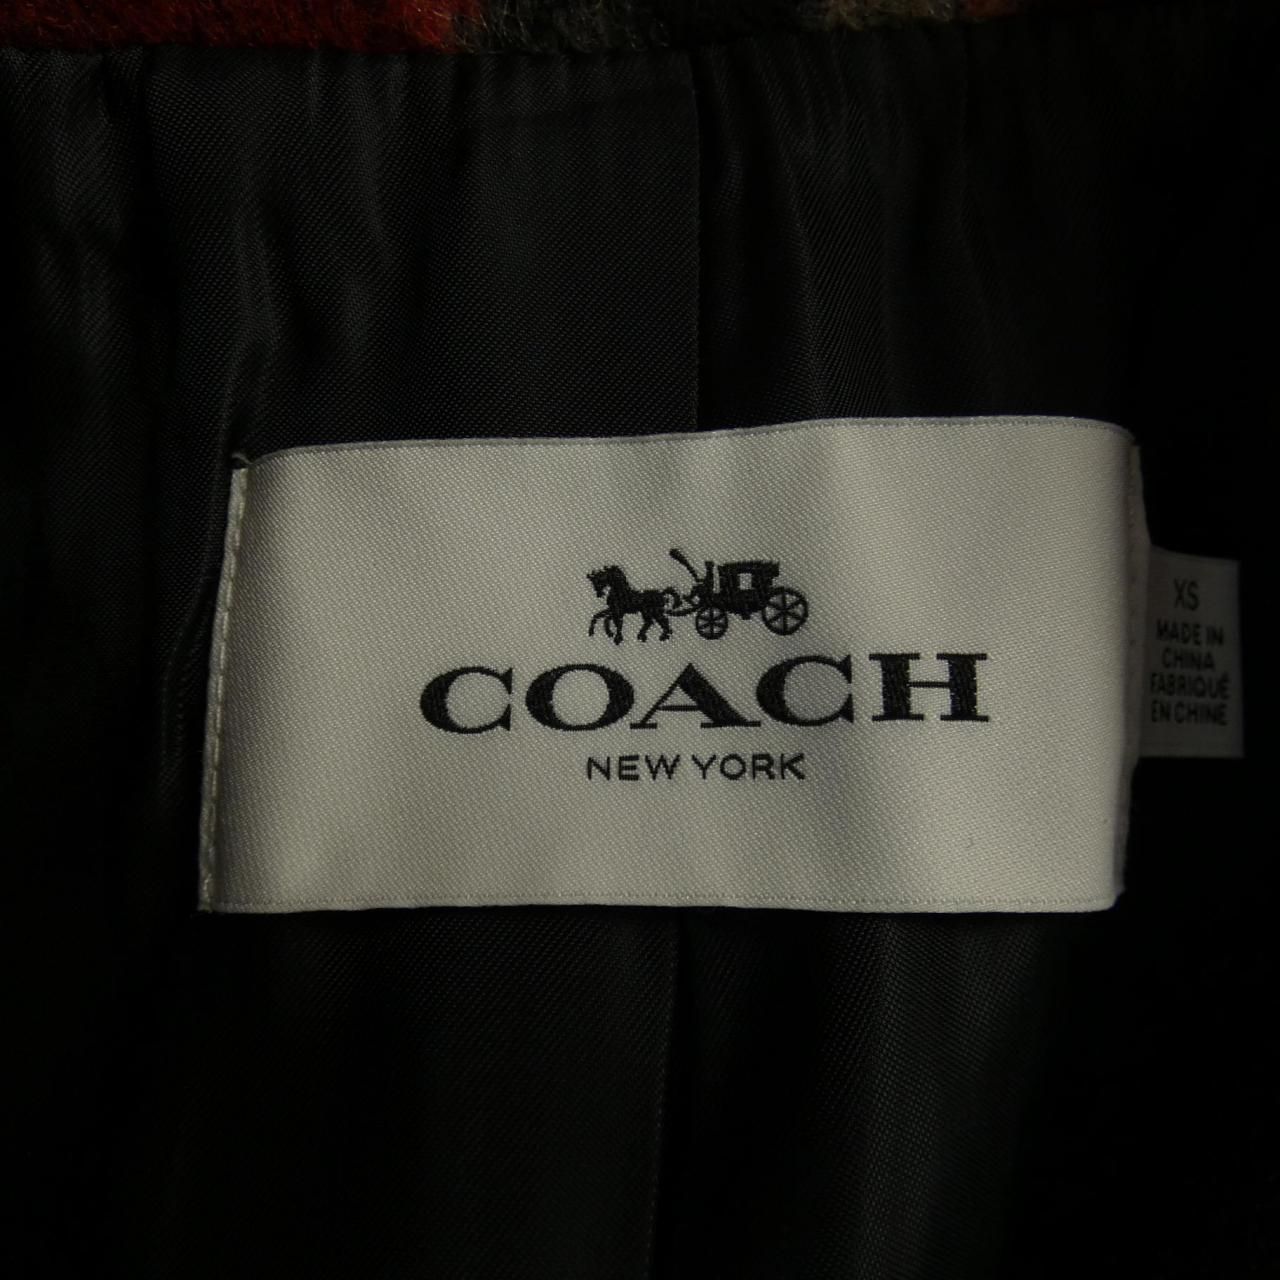 COACH
NEW YORK
XS
MADE IN
CHINA
FABRIQUÉ
EN CHINE